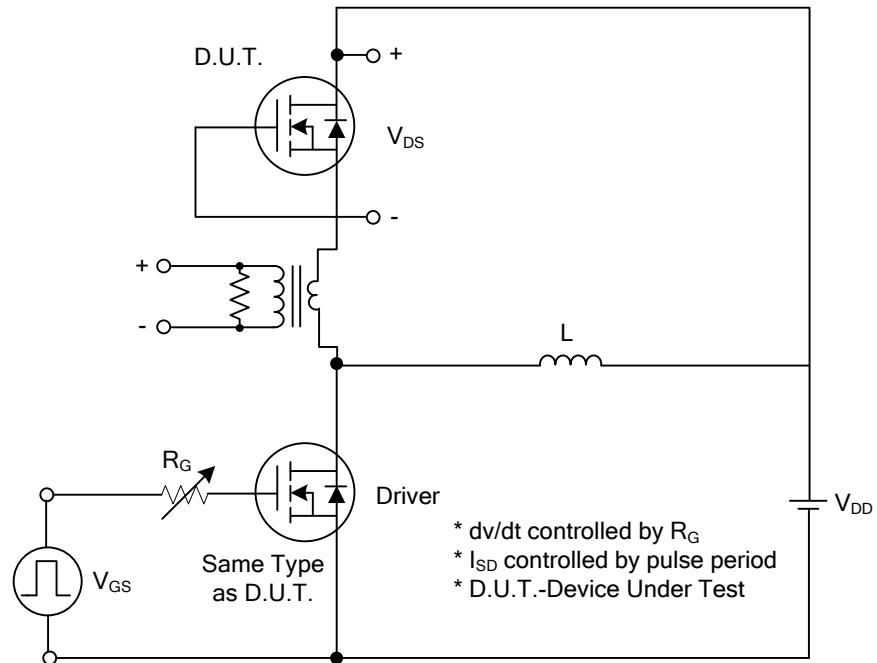 D.U.T.
+
V_DS
-
+
-
L
R_G
Driver
V_DD
V_GS
Same Type
as D.U.T.
* dv/dt controlled by R_G
* I_SD controlled by pulse period
* D.U.T.-Device Under Test